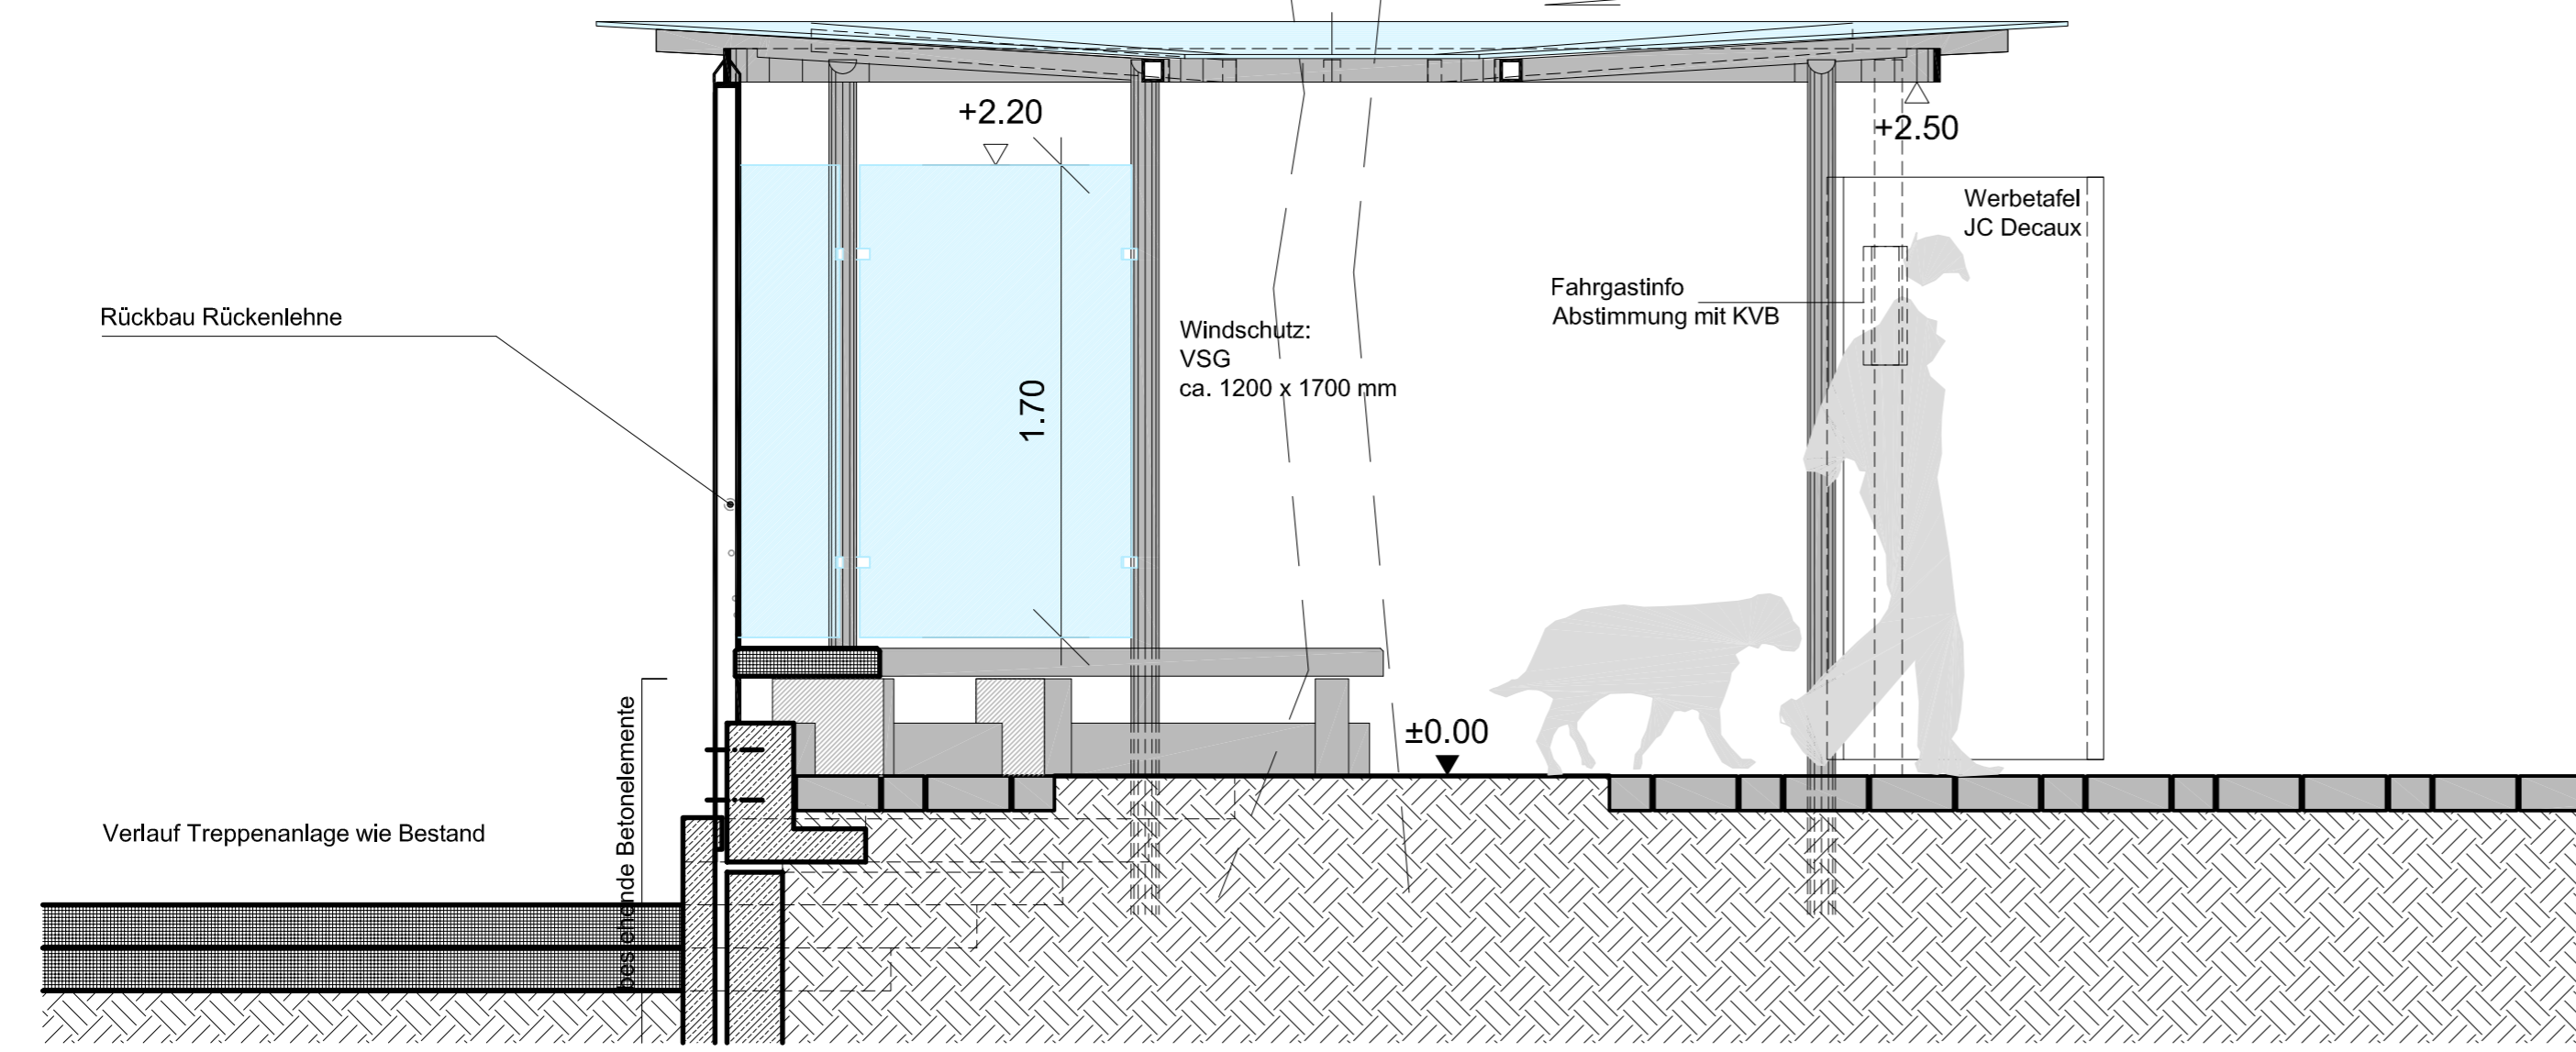 +2.20
+2.50
Werbetafel
JC Decaux
Fahrgastinfo
Abstimmung mit KVB
Rückbau Rückenlehne
Windschutz:
VSG
ca. 1200 x 1700 mm
1.70
±0.00
bestehende Betonelemente
Verlauf Treppenanlage wie Bestand